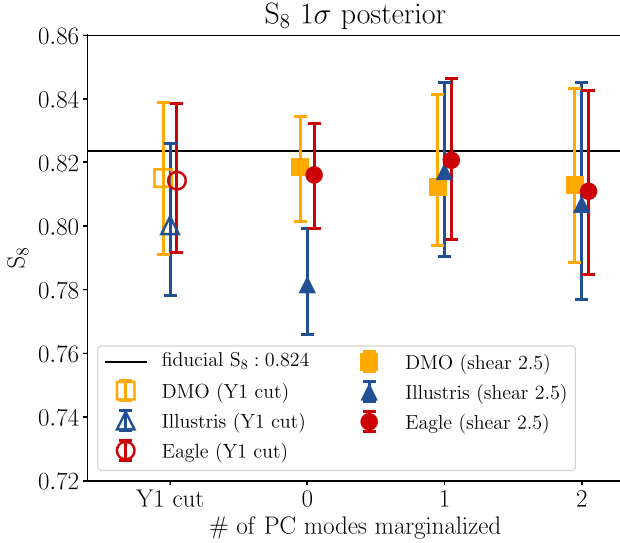 S₈ 1σ posterior
0.86
0.84
0.82
0.80
0.78
0.76
0.74
0.72
S₈
fiducial S₈ : 0.824
DMO (Y1 cut)
Illustris (Y1 cut)
Eagle (Y1 cut)
DMO (shear 2.5)
Illustris (shear 2.5)
Eagle (shear 2.5)
Y1 cut 0 1 2
# of PC modes marginalized